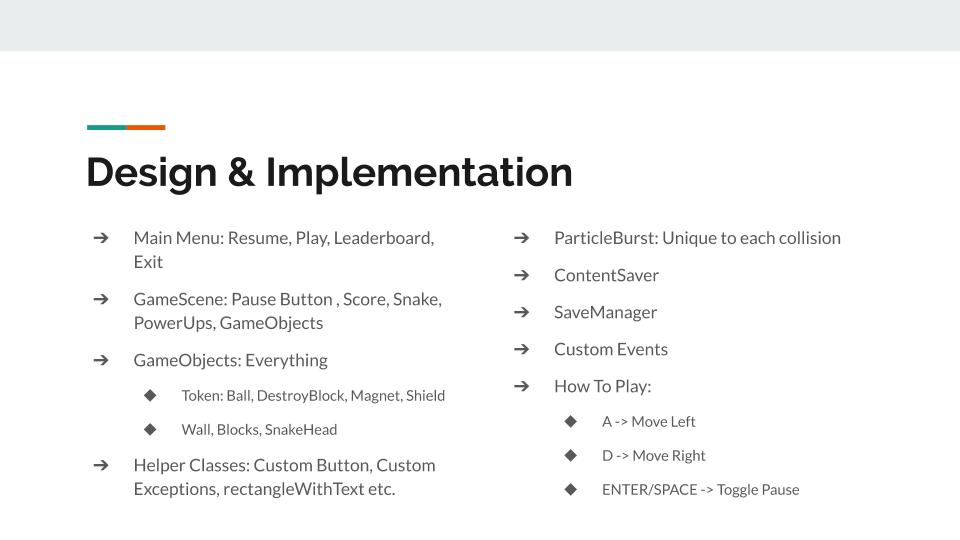 Design & Implementation
➔ Main Menu: Resume, Play, Leaderboard,
Exit
➔ GameScene: Pause Button , Score, Snake,
PowerUps, GameObjects
➔ GameObjects: Everything
◆ Token: Ball, DestroyBlock, Magnet, Shield
◆ Wall, Blocks, SnakeHead
➔ Helper Classes: Custom Button, Custom
Exceptions, rectangleWithText etc.
➔ ParticleBurst: Unique to each collision
➔ ContentSaver
➔ SaveManager
➔ Custom Events
➔ How To Play:
◆ A -> Move Left
◆ D -> Move Right
◆ ENTER/SPACE -> Toggle Pause